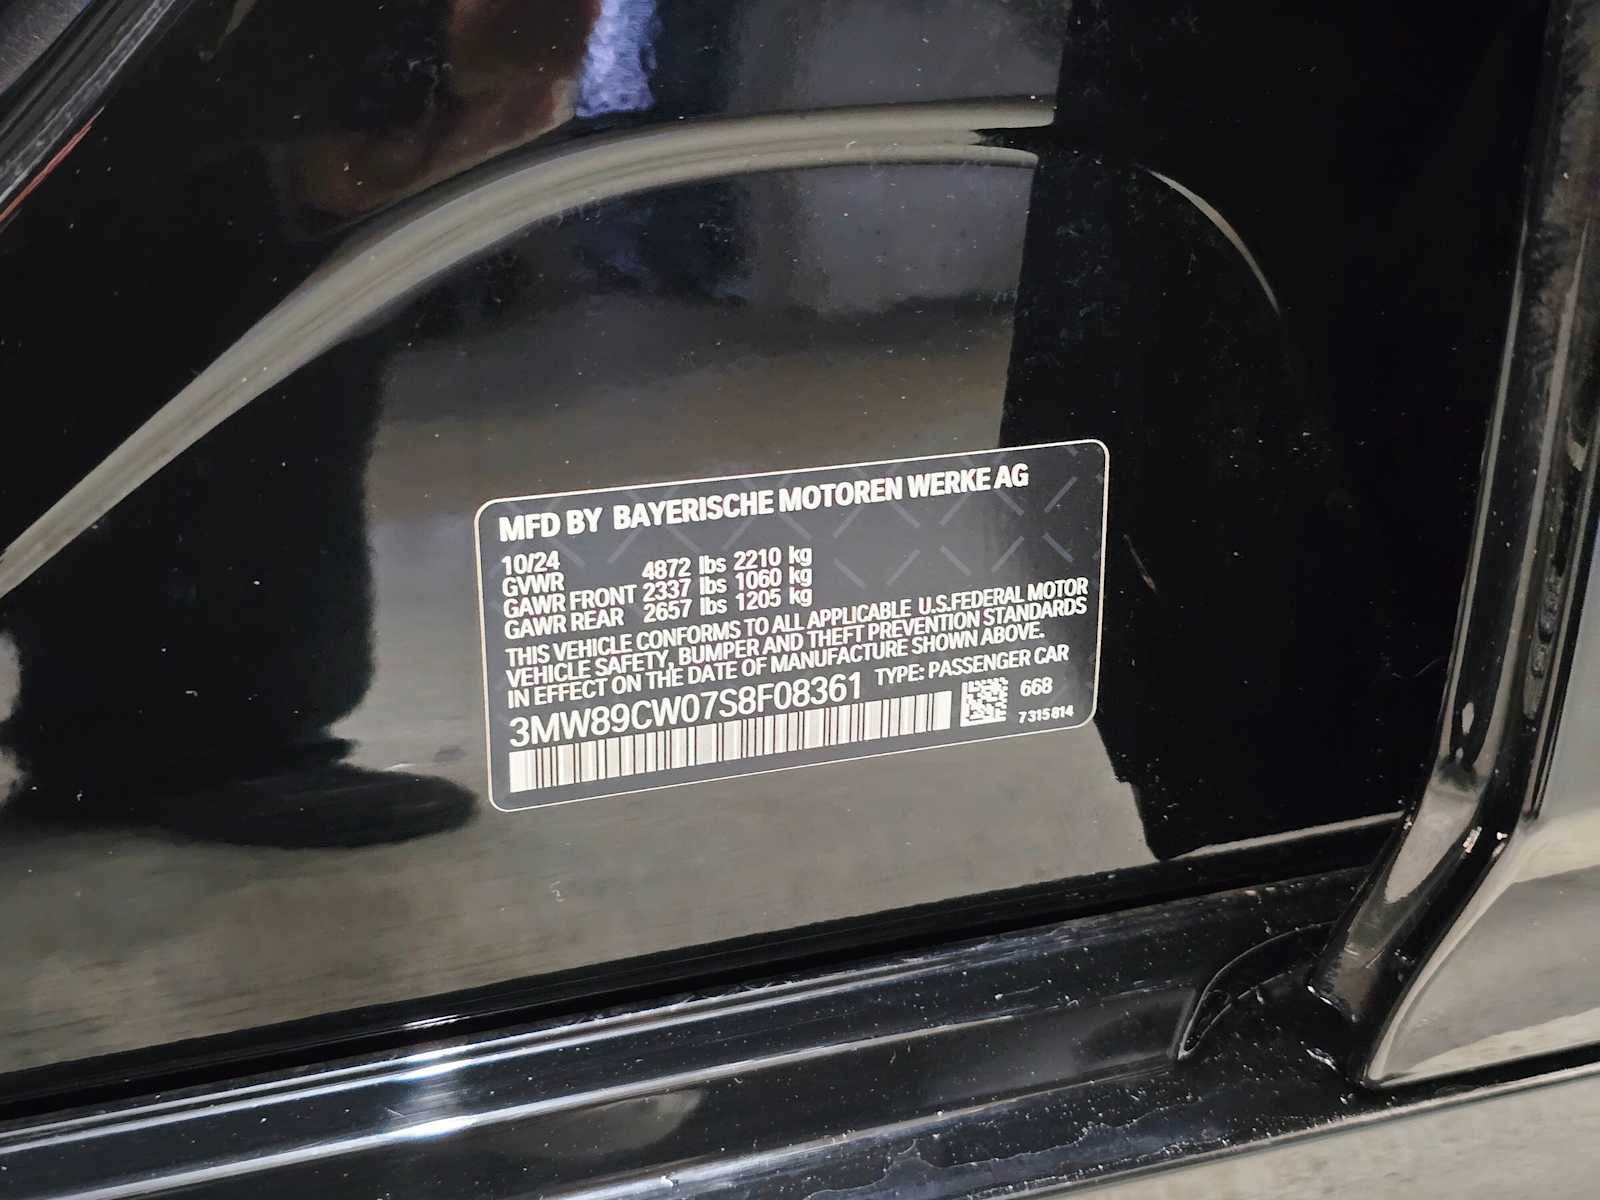 MFD BY BAYERISCHE MOTOREN WERKE AG
10/24
GVWR 4872 lbs 2210 kg
GAWR FRONT 2337 lbs 1060 kg
GAWR REAR 2657 lbs 1205 kg
THIS VEHICLE CONFORMS TO ALL APPLICABLE U.S.FEDERAL MOTOR
VEHICLE SAFETY, BUMPER AND THEFT PREVENTION STANDARDS
IN EFFECT ON THE DATE OF MANUFACTURE SHOWN ABOVE.
3MW89CW07S8F08361 TYPE: PASSENGER CAR
668
7315814